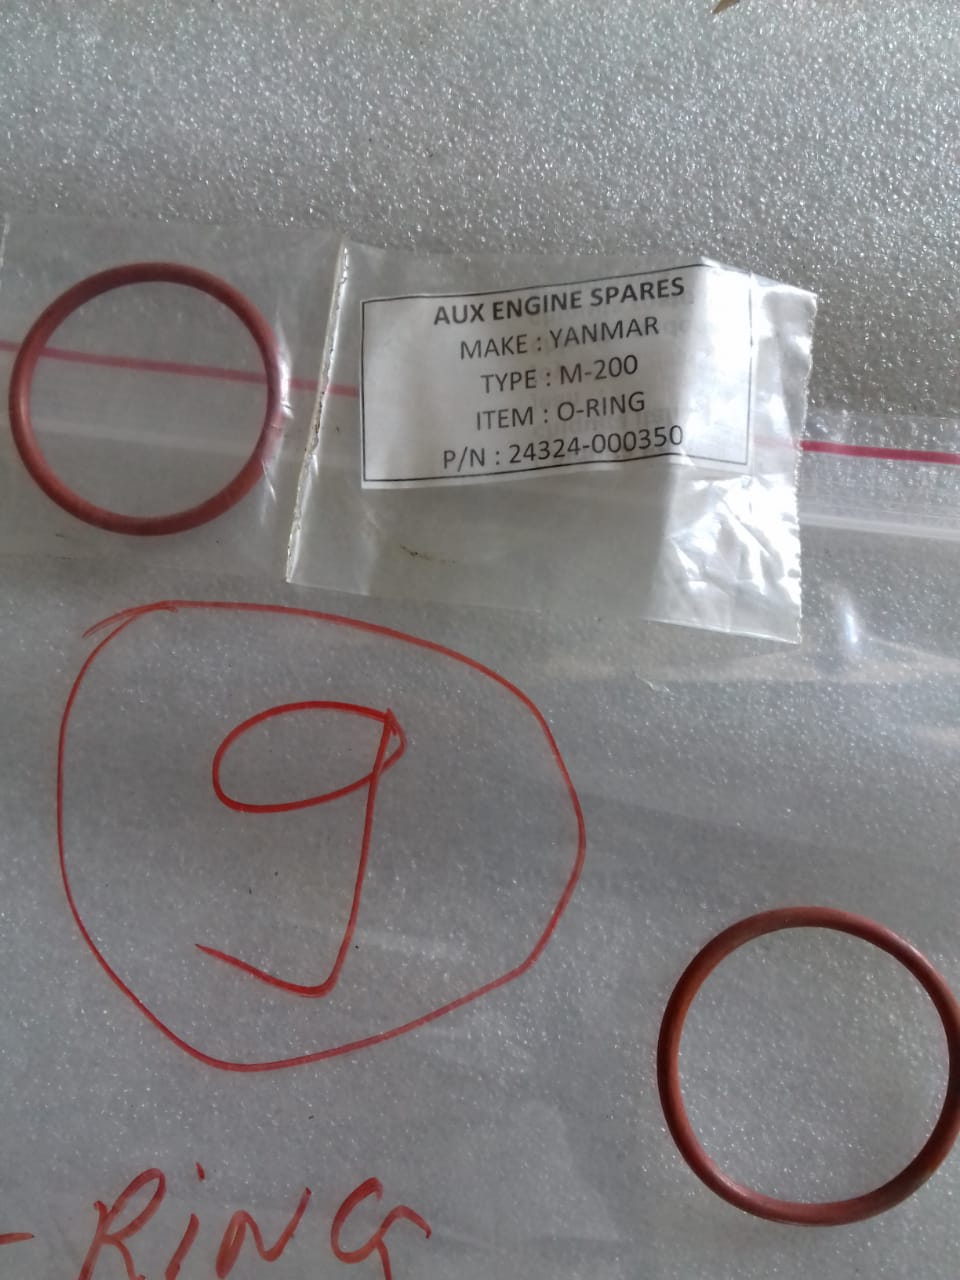 AUX ENGINE SPARES
MAKE : YANMAR
TYPE : M-200
ITEM : O-RING
P/N : 24324-000350
9
- RiNG